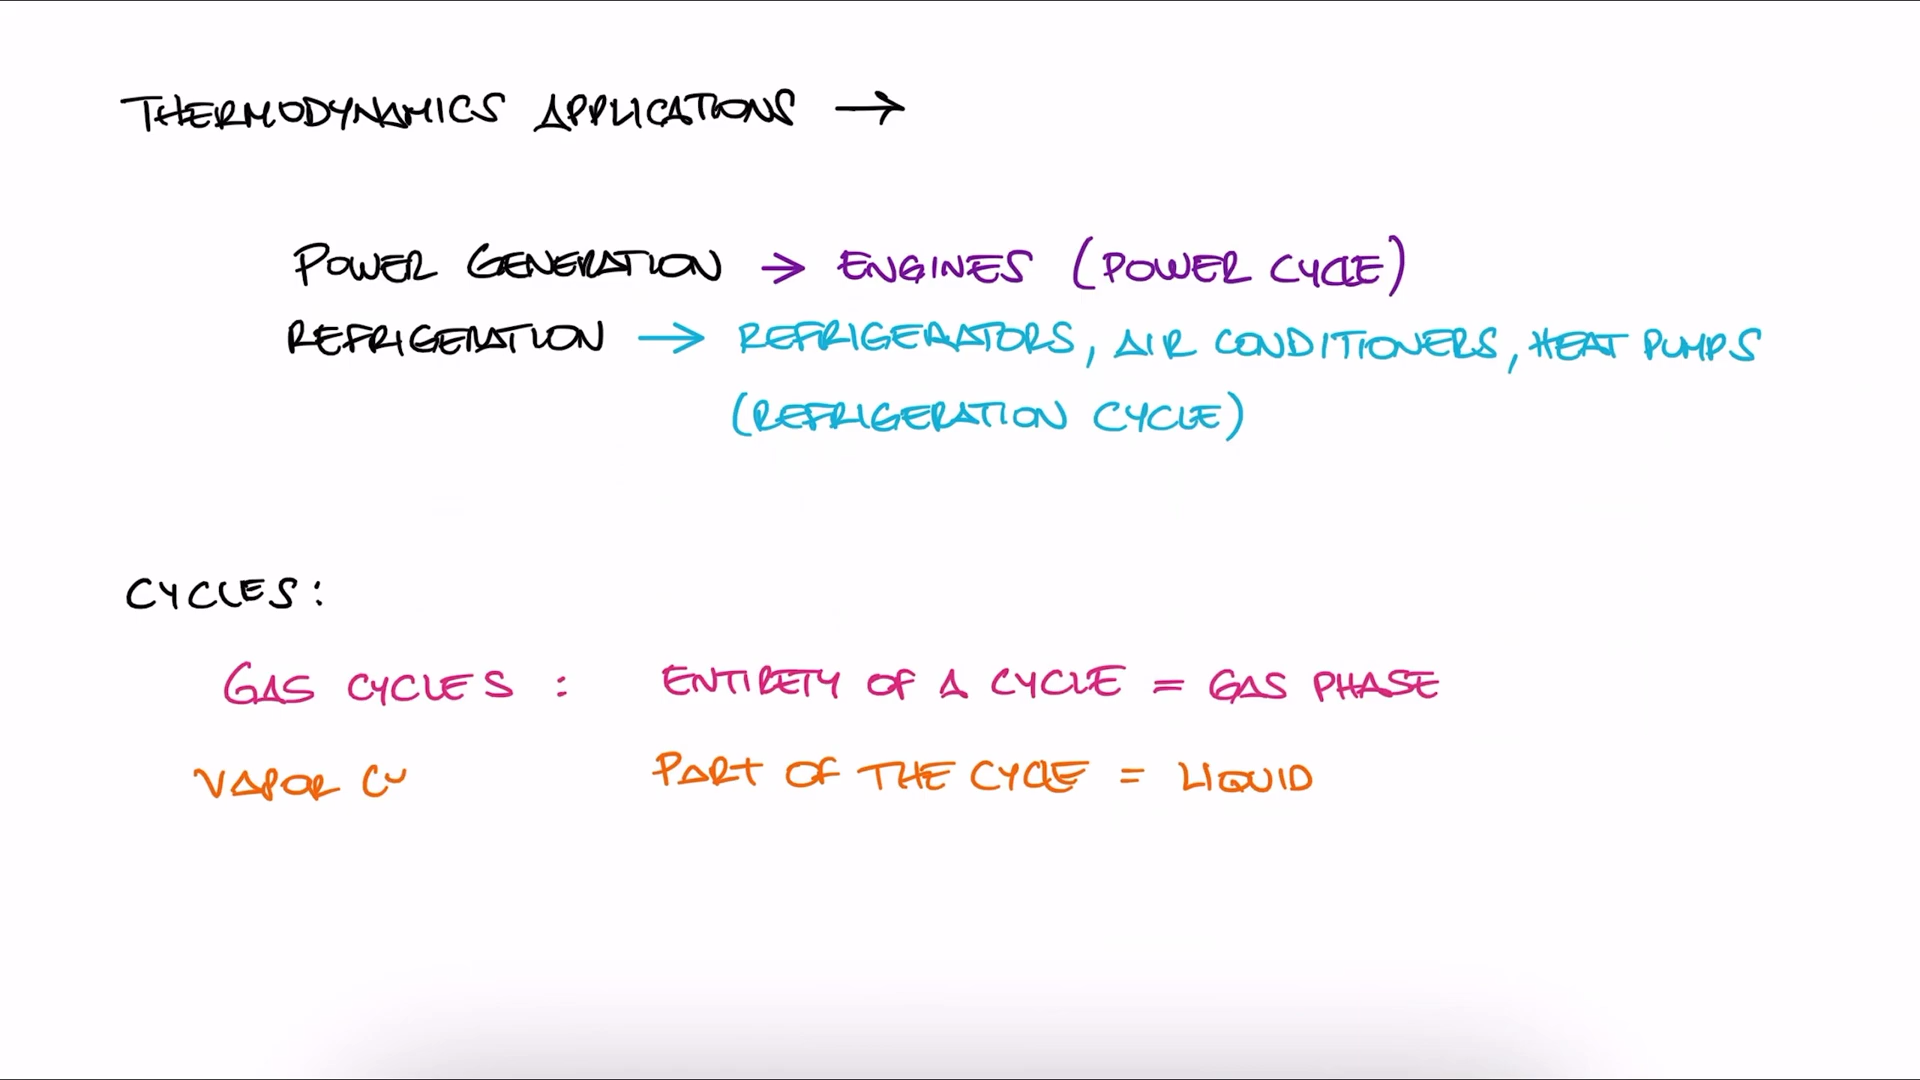 THERMODYNAMICS APPLICATIONS →
POWER GENERATION → ENGINES (POWER CYCLE)
REFRIGERATION → REFRIGERATORS, AIR CONDITIONERS, HEAT PUMPS
(REFRIGERATION CYCLE)
CYCLES:
GAS CYCLES : ENTIRETY OF A CYCLE = GAS PHASE
VAPOR CY PART OF THE CYCLE = LIQUID